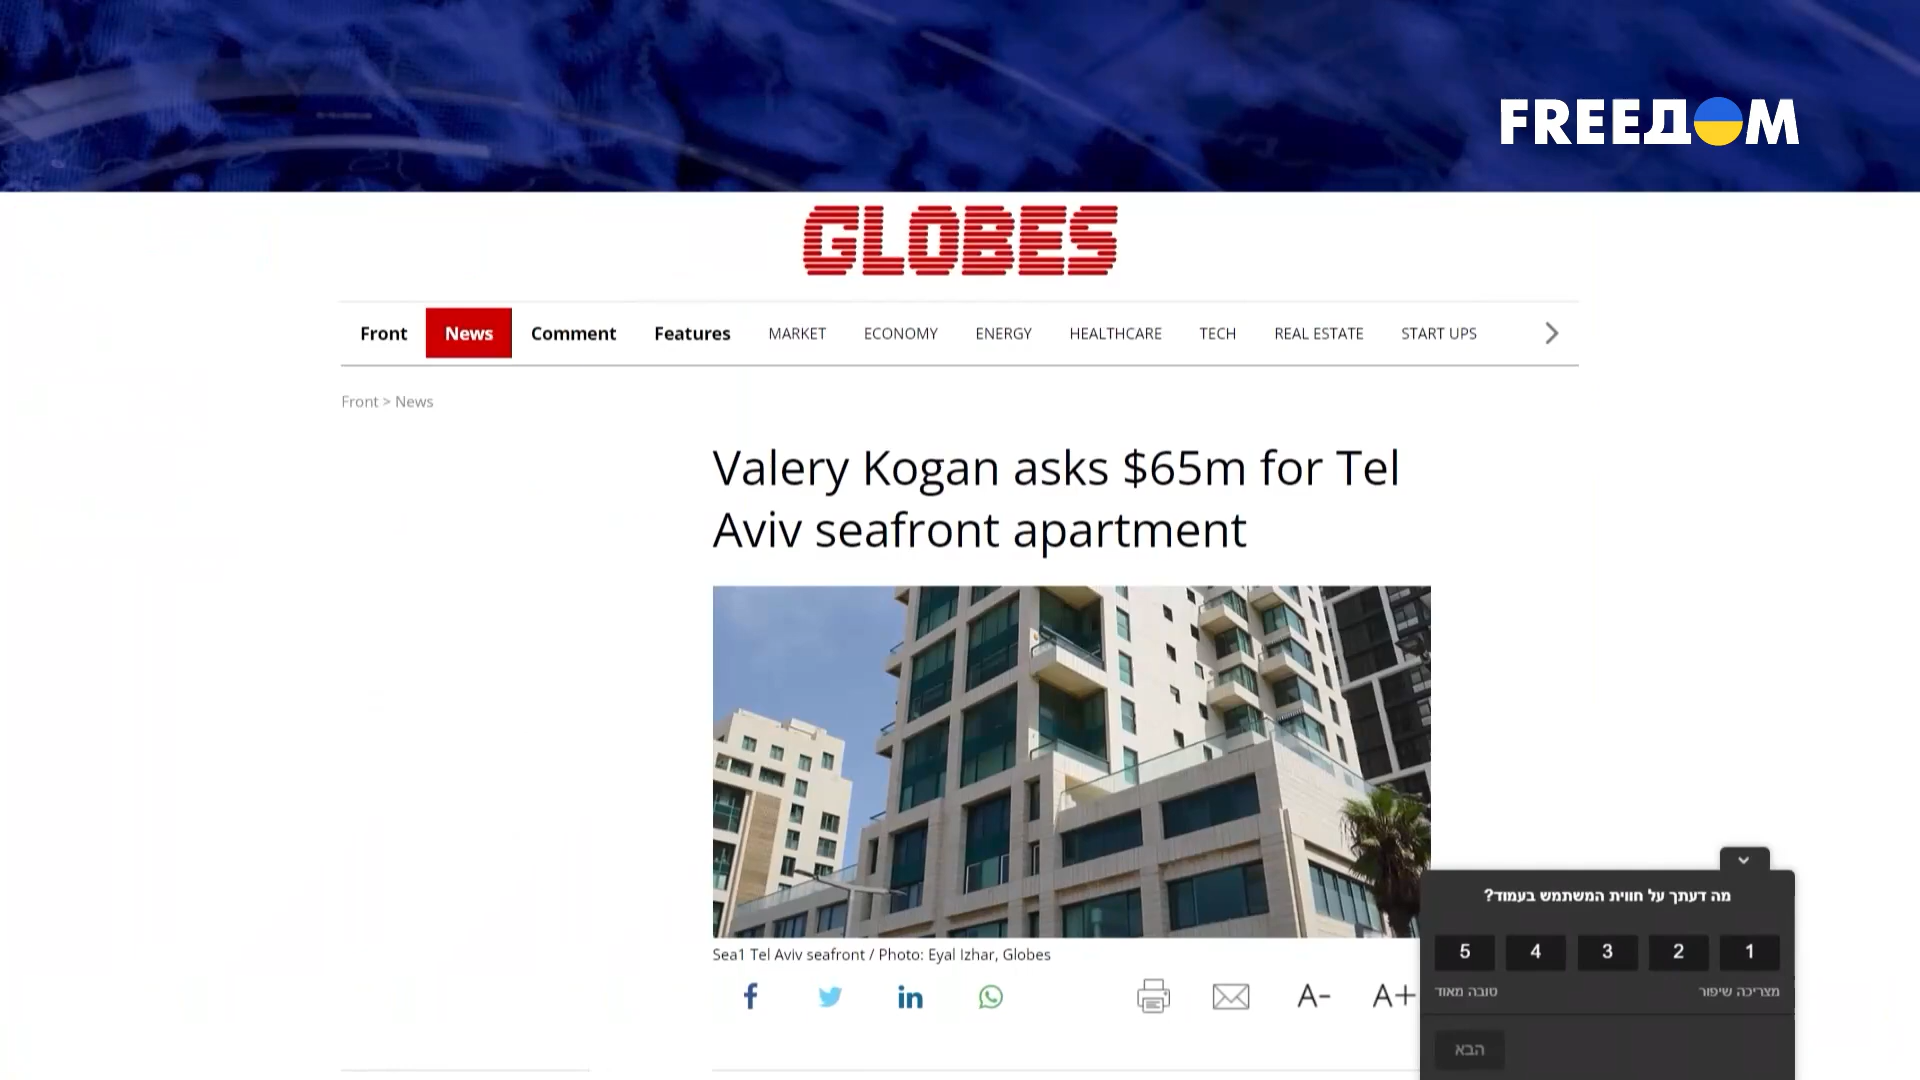 FREEДOM
GLOBES
Front News Comment Features MARKET ECONOMY ENERGY HEALTHCARE TECH REAL ESTATE START UPS
Front > News
Valery Kogan asks $65m for Tel
Aviv seafront apartment
Sea1 Tel Aviv seafront / Photo: Eyal Izhar, Globes
A- A+
מה דעתך על חווית המשתמש בעמוד?
5 4 3 2 1
טובה מאוד מצריכה שיפור
הבא